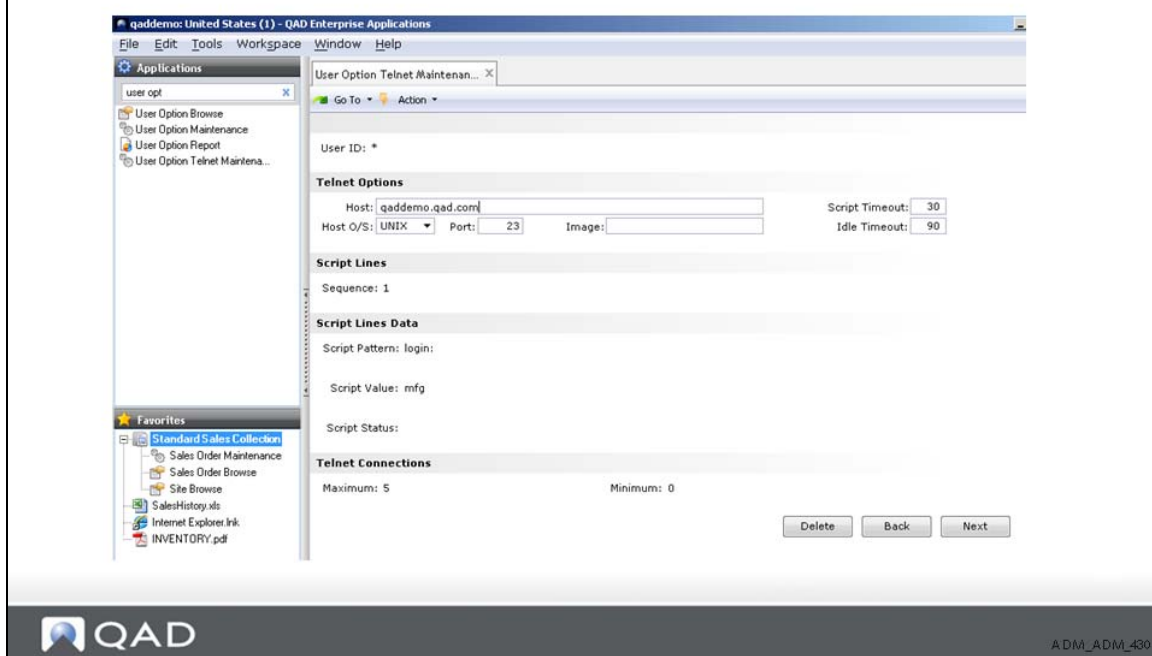 qaddemo: United States (1) - QAD Enterprise Applications
File Edit Tools Workspace Window Help
Applications
user opt
User Option Browse
User Option Maintenance
User Option Report
User Option Telnet Maintena...
Favorites
Standard Sales Collection
Sales Order Maintenance
Sales Order Browse
Site Browse
SalesHistory.xls
Internet Explorer.lnk
INVENTORY.pdf
User Option Telnet Maintenan...
Go To Action
User ID: *
Telnet Options
Host: qaddemo.qad.com Script Timeout: 30
Host O/S: UNIX Port: 23 Image: Idle Timeout: 90
Script Lines
Sequence: 1
Script Lines Data
Script Pattern: login:
Script Value: mfg
Script Status:
Telnet Connections
Maximum: 5 Minimum: 0
Delete Back Next
QAD
ADM_ADM_430